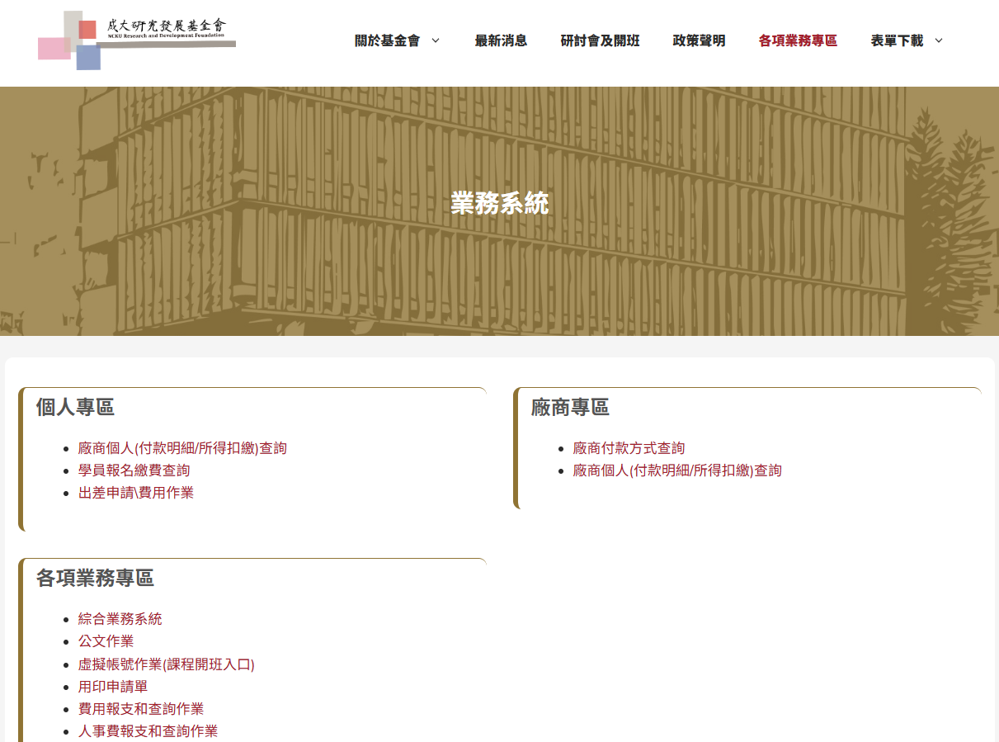 成大研究發展基金會
NCKU Research and Development Foundation
關於基金會 最新消息 研討會及開班 政策聲明 各項業務專區 表單下載
業務系統
個人專區
廠商個人(付款明細/所得扣繳)查詢
學員報名繳費查詢
出差申請\費用作業
廠商專區
廠商付款方式查詢
廠商個人(付款明細/所得扣繳)查詢
各項業務專區
綜合業務系統
公文作業
虛擬帳號作業(課程開班入口)
用印申請單
費用報支和查詢作業
人事費報支和查詢作業